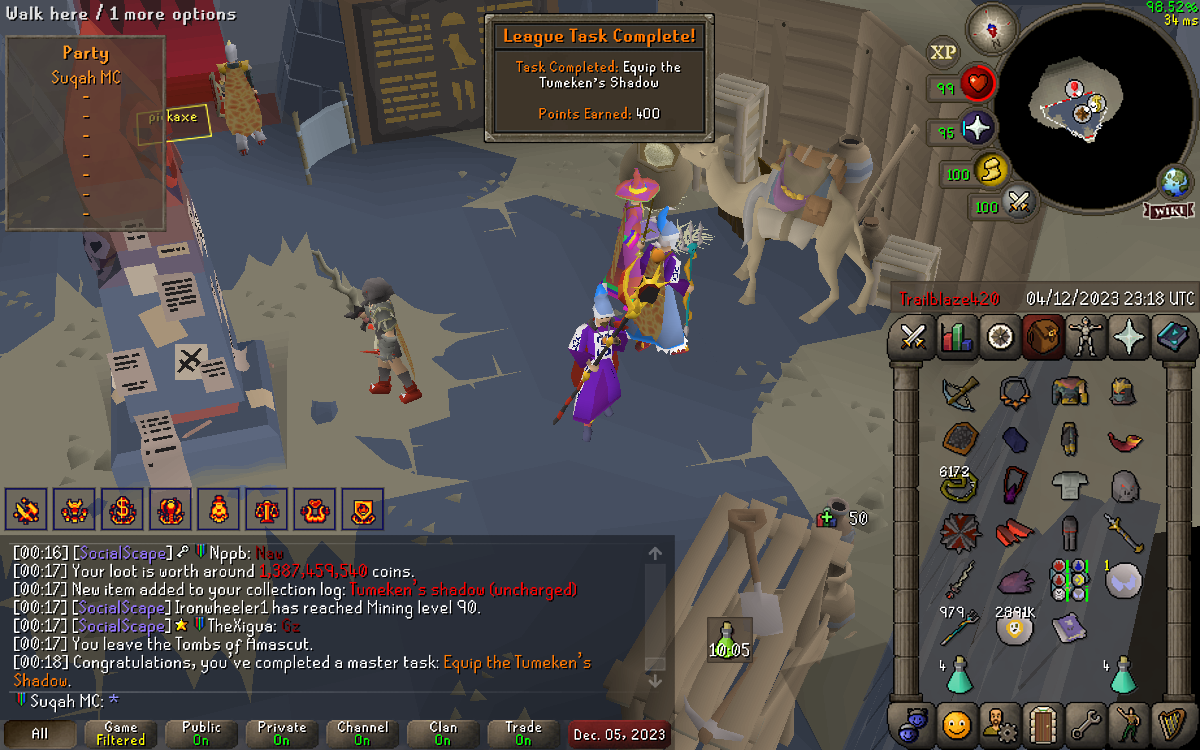 Walk here / 1 more options
98.52%
34 ms
Party
Suqah MC
-
-
-
-
-
-
-
pickaxe
League Task Complete!
Task Completed: Equip the
Tumeken's Shadow
Points Earned: 400
XP
99
95
100
100
N
WIKI
Trailblaze420
04/12/2023 23:18 UTC
6172
1
979
2881K
4
4
50
10:05
[00:16] [SocialScape] Nppb: Naw
[00:17] Your loot is worth around 1,387,459,540 coins.
[00:17] New item added to your collection log: Tumeken's shadow (uncharged)
[00:17] [SocialScape] Ironwheeler1 has reached Mining level 90.
[00:17] [SocialScape] TheXigua: Gz
[00:17] You leave the Tombs of Amascut.
[00:18] Congratulations, you've completed a master task: Equip the Tumeken's
Shadow.
Suqah MC: *
All
Game
Filtered
Public
On
Private
On
Channel
On
Clan
On
Trade
On
Dec. 05, 2023